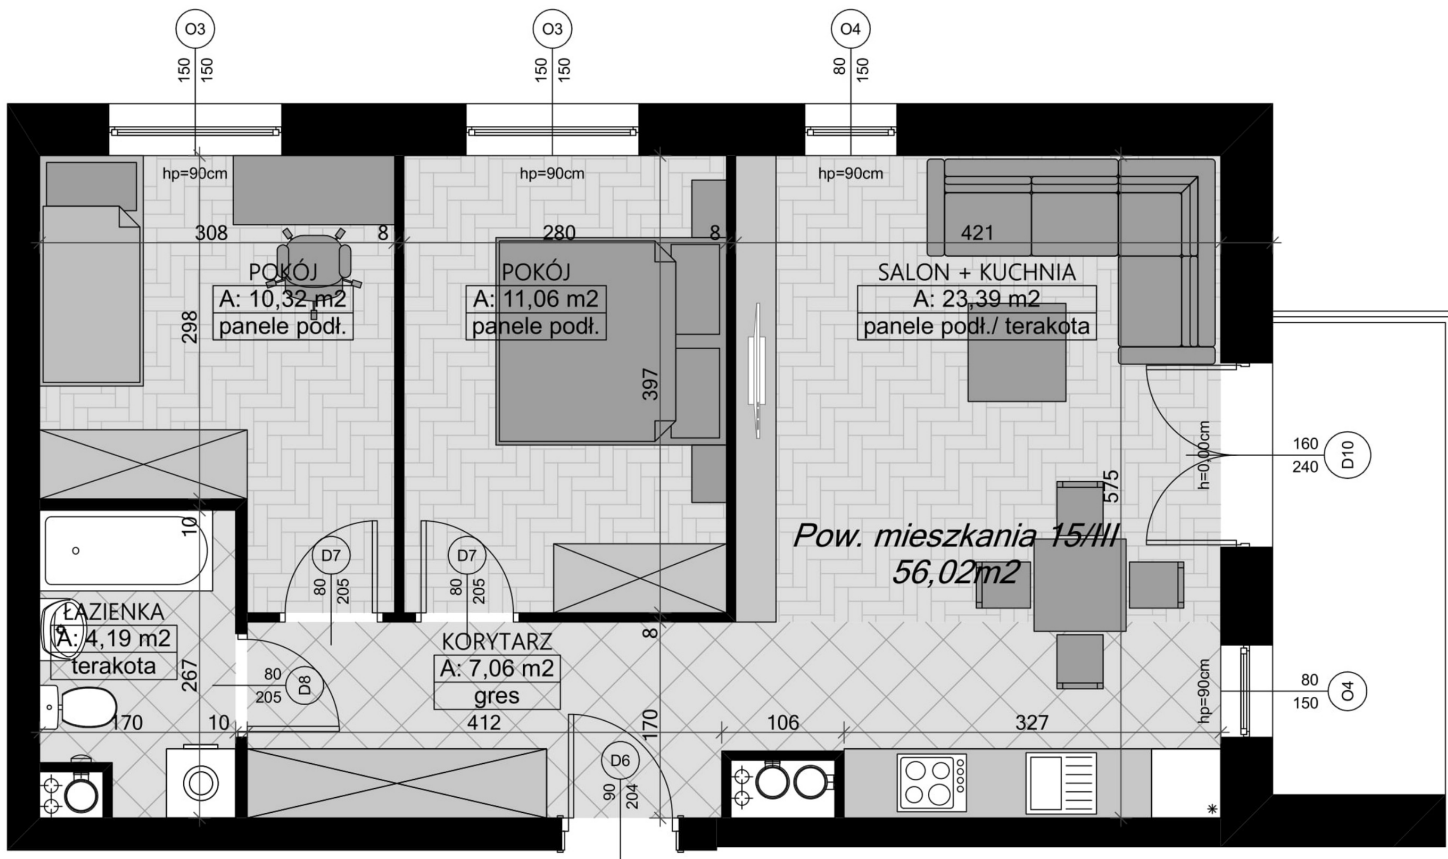 O3
150
150
O3
150
150
O4
80
150
hp=90cm
hp=90cm
hp=90cm
308
8
280
8
421
POKÓJ
A: 10,32 m2
panele podł.
POKÓJ
A: 11,06 m2
panele podł.
SALON + KUCHNIA
A: 23,39 m2
panele podł./ terakota
298
397
h=0,00cm
160
240
D10
575
10
Pow. mieszkania 15/III
56,02m2
D7
80
205
D7
80
205
ŁAZIENKA
A: 4,19 m2
terakota
267
KORYTARZ
A: 7,06 m2
gres
8
80
205
D8
hp=90cm
80
150
O4
170
10
412
170
106
327
D6
90
204
*